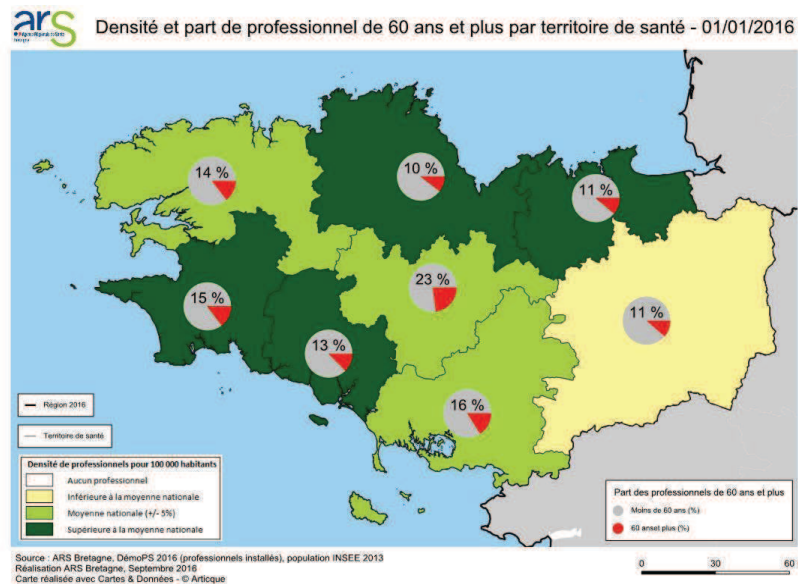 ars
Densité et part de professionnel de 60 ans et plus par territoire de santé - 01/01/2016
14 %
10 %
11 %
15 %
23 %
13 %
11 %
16 %
Région 2016
Territoire de santé
Densité de professionnels pour 100 000 habitants
Aucun professionnel
Inférieure à la moyenne nationale
Moyenne nationale (+/- 5%)
Supérieure à la moyenne nationale
Part des professionnels de 60 ans et plus
Moins de 60 ans (%)
60 anset plus (%)
Source : ARS Bretagne, DémoPS 2016 (professionnels installés), population INSEE 2013
Réalisation ARS Bretagne, Septembre 2016
Carte réalisée avec Cartes & Données - © Articque
0 30 60